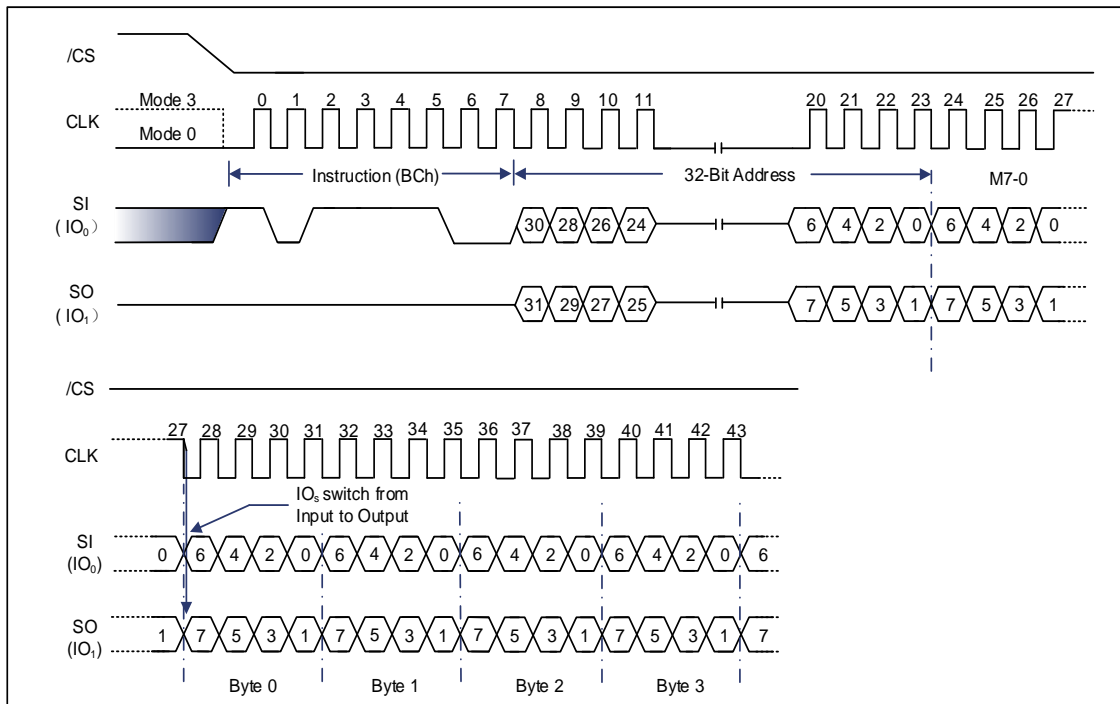 /CS
Mode 3
CLK
Mode 0
0 1 2 3 4 5 6 7 8 9 10 11 20 21 22 23 24 25 26 27
Instruction (BCh) 32-Bit Address M7-0
SI
( IO₀ )
30 28 26 24 6 4 2 0 6 4 2 0
SO
( IO₁ )
31 29 27 25 7 5 3 1 7 5 3 1
/CS
27 28 29 30 31 32 33 34 35 36 37 38 39 40 41 42 43
CLK
IOₛ switch from
Input to Output
SI
(IO₀)
0 6 4 2 0 6 4 2 0 6 4 2 0 6 4 2 0 6
SO
(IO₁)
1 7 5 3 1 7 5 3 1 7 5 3 1 7 5 3 1 7
Byte 0 Byte 1 Byte 2 Byte 3